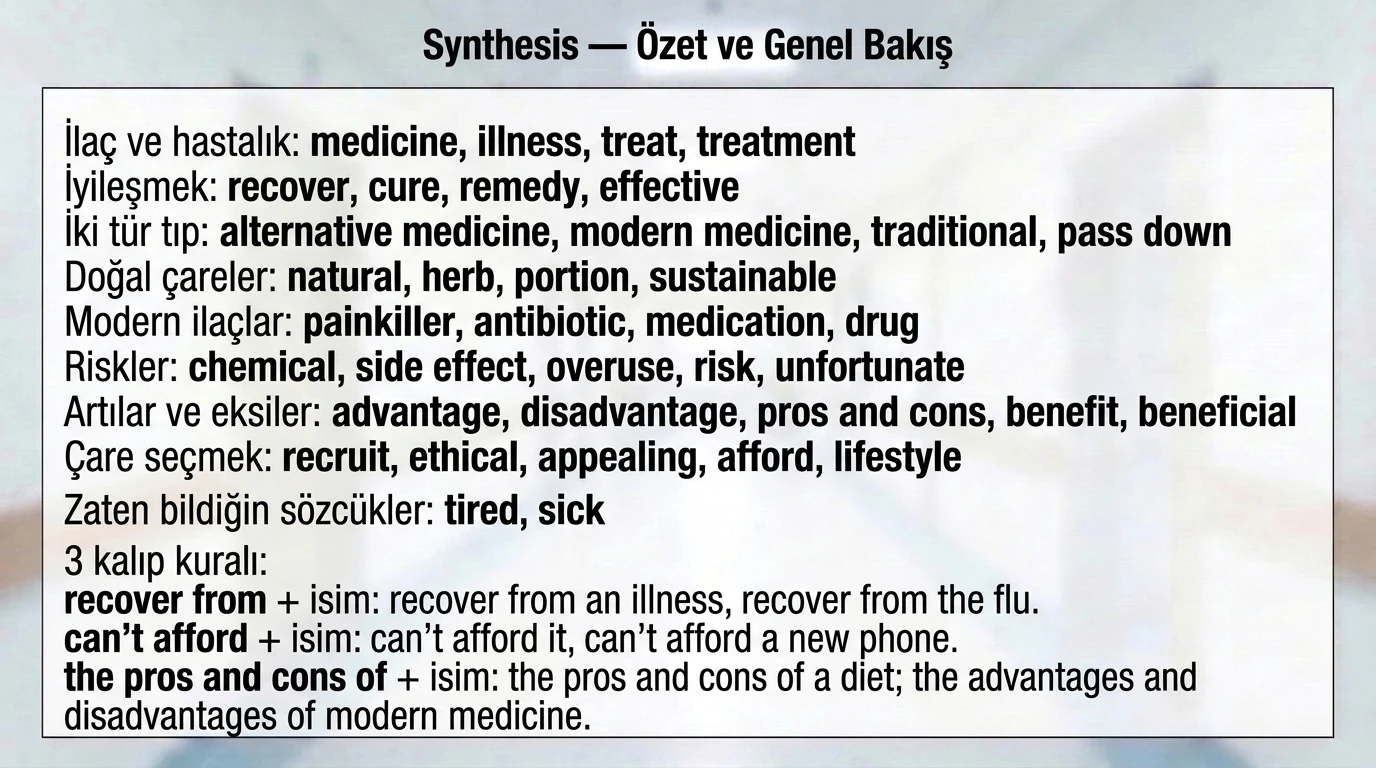 Synthesis — Özet ve Genel Bakış
İlaç ve hastalık: medicine, illness, treat, treatment
İyileşmek: recover, cure, remedy, effective
İki tür tıp: alternative medicine, modern medicine, traditional, pass down
Doğal çareler: natural, herb, portion, sustainable
Modern ilaçlar: painkiller, antibiotic, medication, drug
Riskler: chemical, side effect, overuse, risk, unfortunate
Artılar ve eksiler: advantage, disadvantage, pros and cons, benefit, beneficial
Çare seçmek: recruit, ethical, appealing, afford, lifestyle
Zaten bildiğin sözcükler: tired, sick
3 kalıp kuralı:
recover from + isim: recover from an illness, recover from the flu.
can’t afford + isim: can’t afford it, can’t afford a new phone.
the pros and cons of + isim: the pros and cons of a diet; the advantages and
disadvantages of modern medicine.